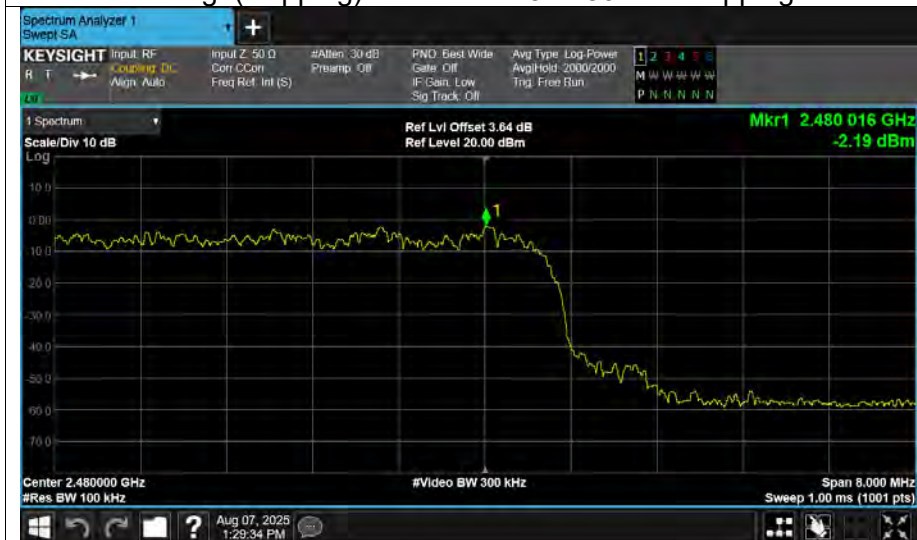 Spectrum Analyzer 1
Swept SA
+
KEYSIGHT
R T
Input: RF
Coupling: DC
Align: Auto
Input Z: 50 Ω
Corr CCorr
Freq Ref: Int (S)
#Atten: 30 dB
Preamp: Off
PNO: Best Wide
Gate: Off
IF Gain: Low
Sig Track: Off
Avg Type: Log-Power
Avg|Hold: 2000/2000
Trig: Free Run
1 2 3 4 5 6
M W W W W W
P N N N N N
1 Spectrum
Scale/Div 10 dB
Ref Lvl Offset 3.64 dB
Ref Level 20.00 dBm
Mkr1 2.480 016 GHz
-2.19 dBm
Log
10.0
0.00
-10.0
-20.0
-30.0
-40.0
-50.0
-60.0
-70.0
1
Center 2.480000 GHz
#Video BW 300 kHz
Span 8.000 MHz
#Res BW 100 kHz
Sweep 1.00 ms (1001 pts)
?
Aug 07, 2025
1:29:34 PM